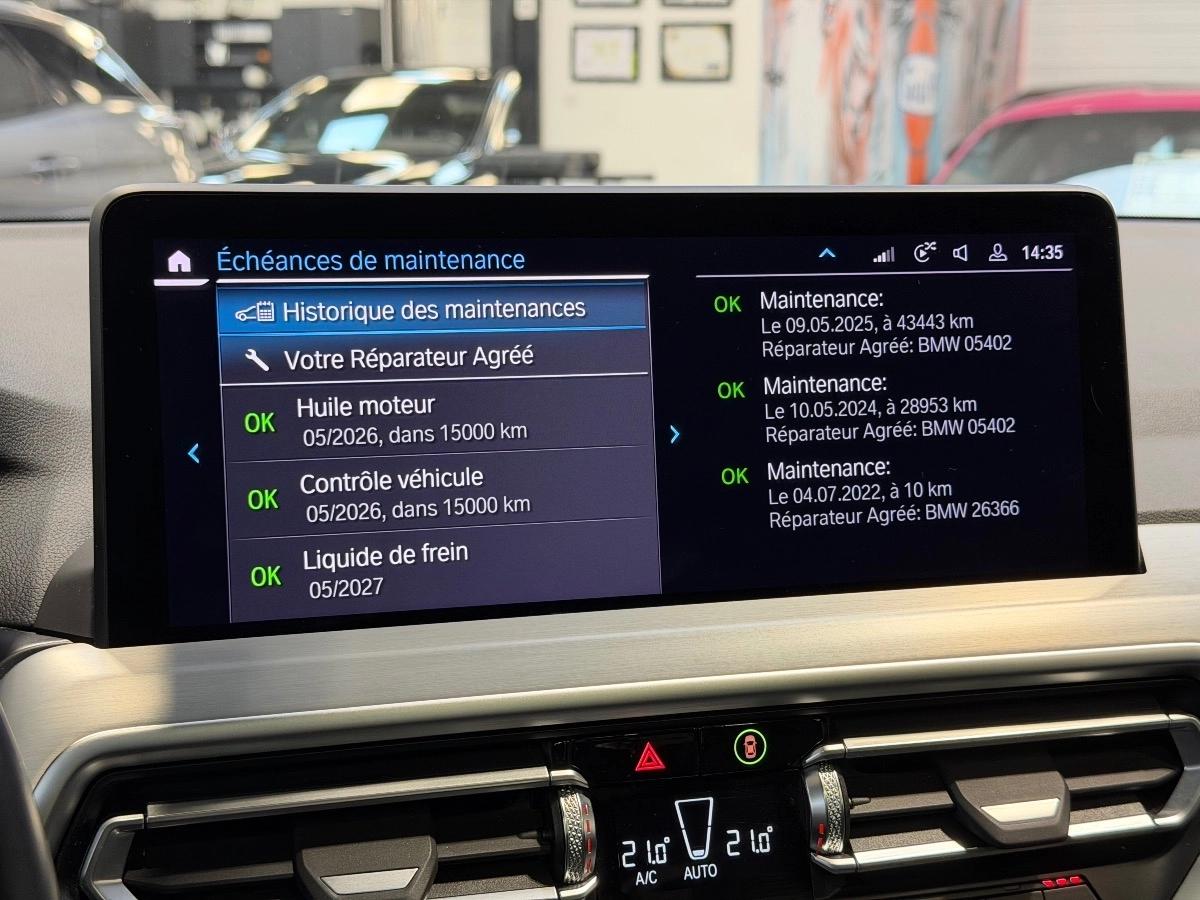 Échéances de maintenance
14:35
Historique des maintenances
Votre Réparateur Agréé
OK Huile moteur
05/2026, dans 15000 km
OK Contrôle véhicule
05/2026, dans 15000 km
OK Liquide de frein
05/2027
OK Maintenance:
Le 09.05.2025, à 43443 km
Réparateur Agréé: BMW 05402
OK Maintenance:
Le 10.05.2024, à 28953 km
Réparateur Agréé: BMW 05402
OK Maintenance:
Le 04.07.2022, à 10 km
Réparateur Agréé: BMW 26366
21.0° 21.0°
A/C AUTO